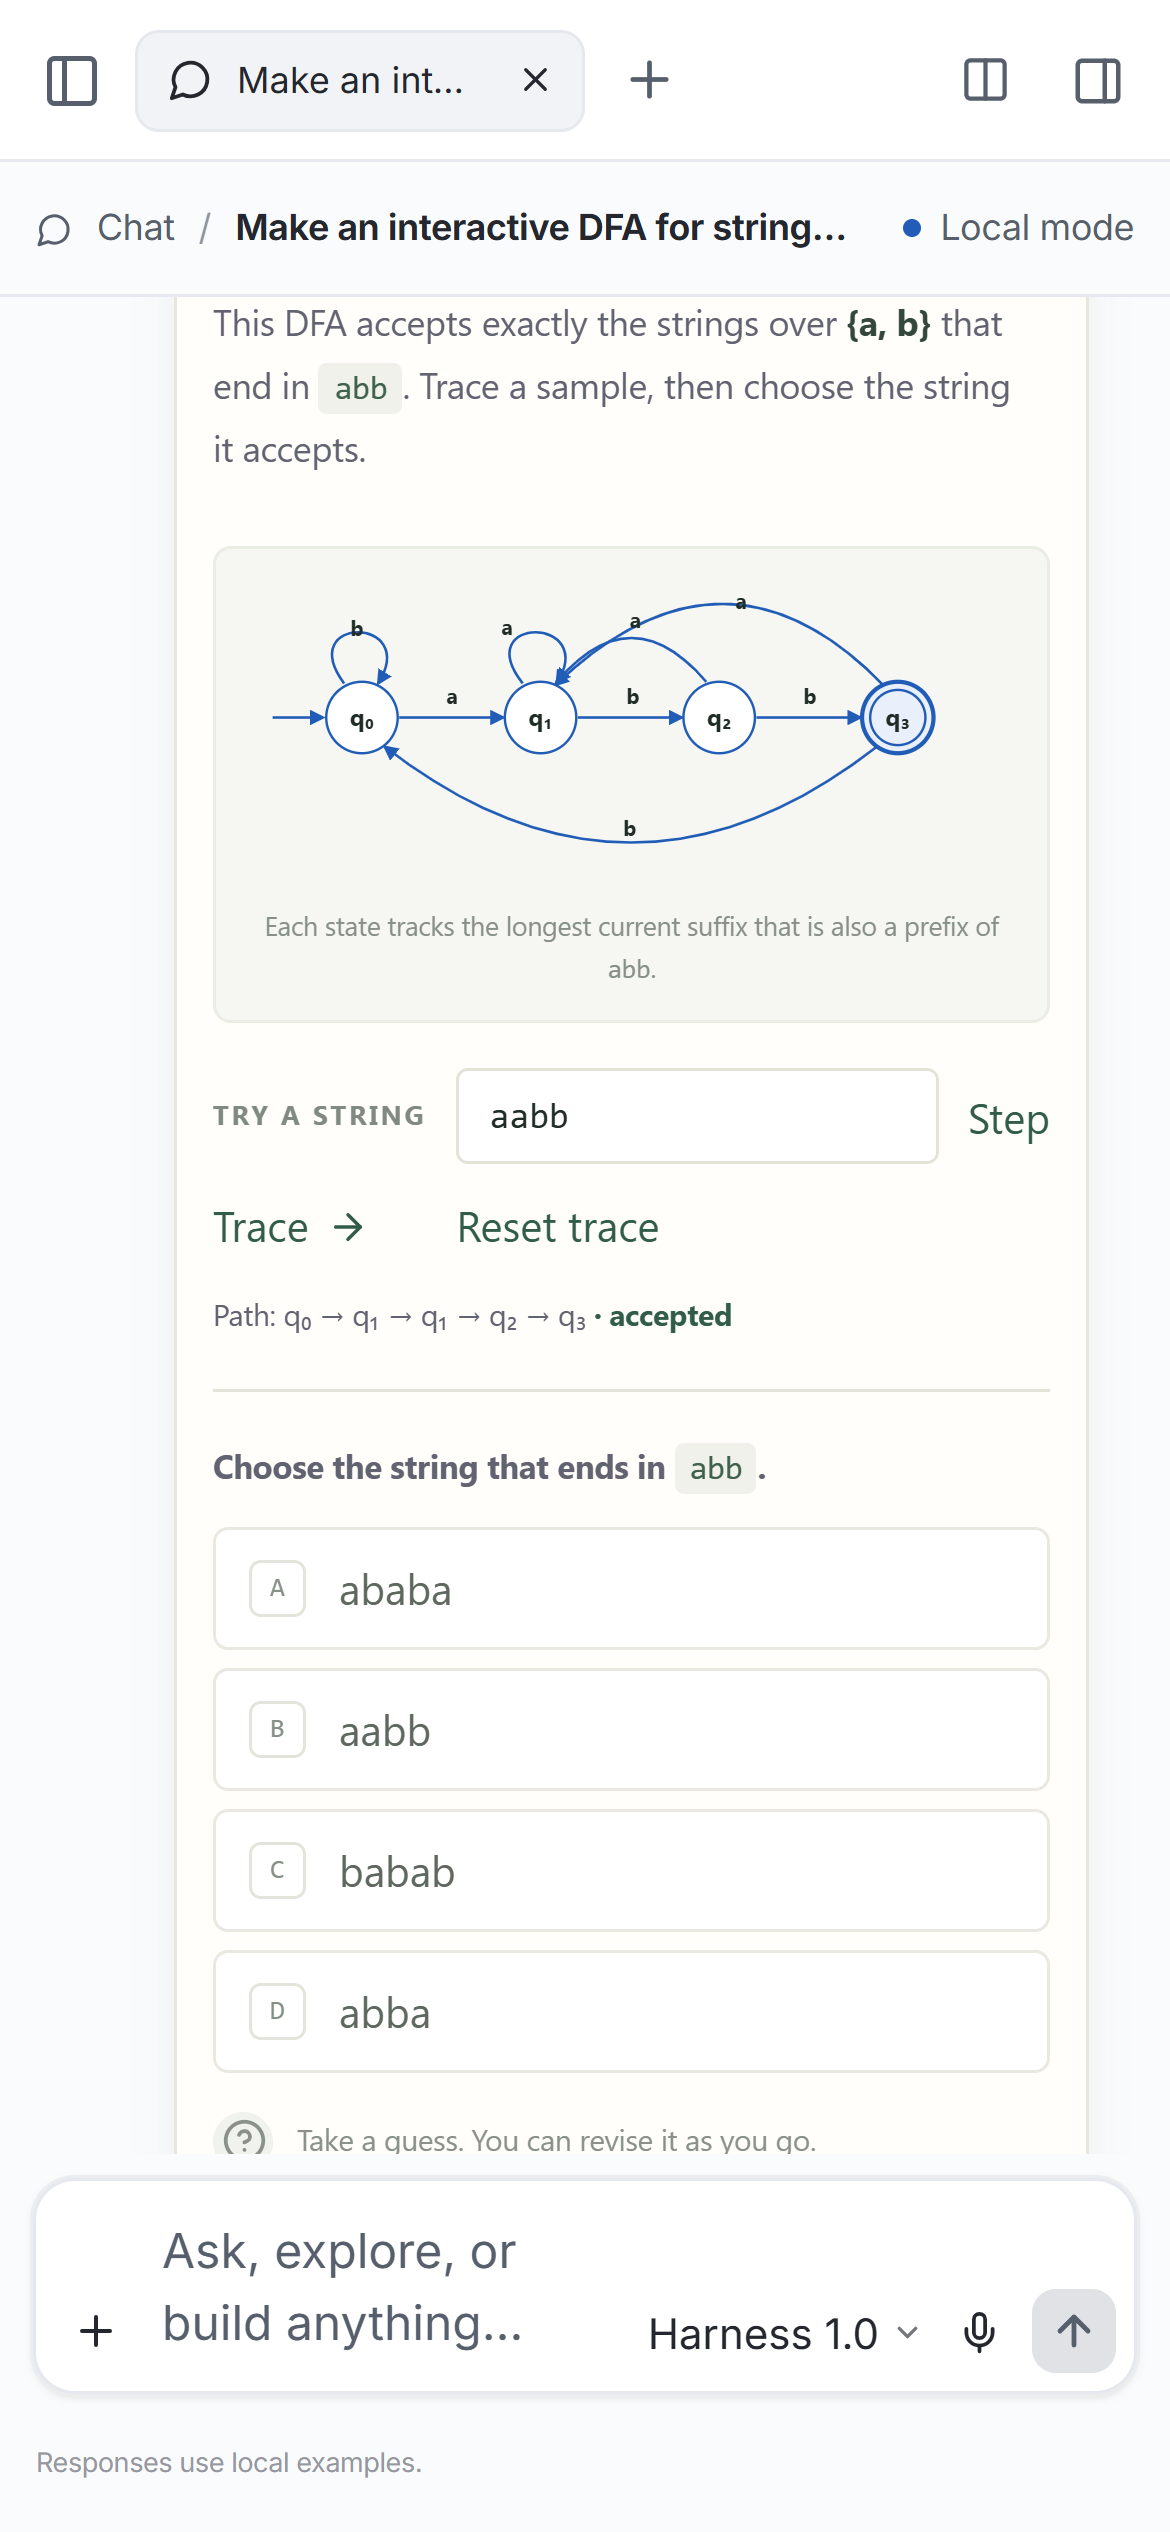 Make an int...
Chat / Make an interactive DFA for string... Local mode
This DFA accepts exactly the strings over {a, b} that
end in abb. Trace a sample, then choose the string
it accepts.
a
b a a
a b b
q₀ q₁ q₂ q₃
b
Each state tracks the longest current suffix that is also a prefix of
abb.
TRY A STRING aabb Step
Trace → Reset trace
Path: q₀ → q₁ → q₁ → q₂ → q₃ · accepted
Choose the string that ends in abb.
A ababa
B aabb
C babab
D abba
Take a guess. You can revise it as you go.
Ask, explore, or
build anything...
Harness 1.0
Responses use local examples.